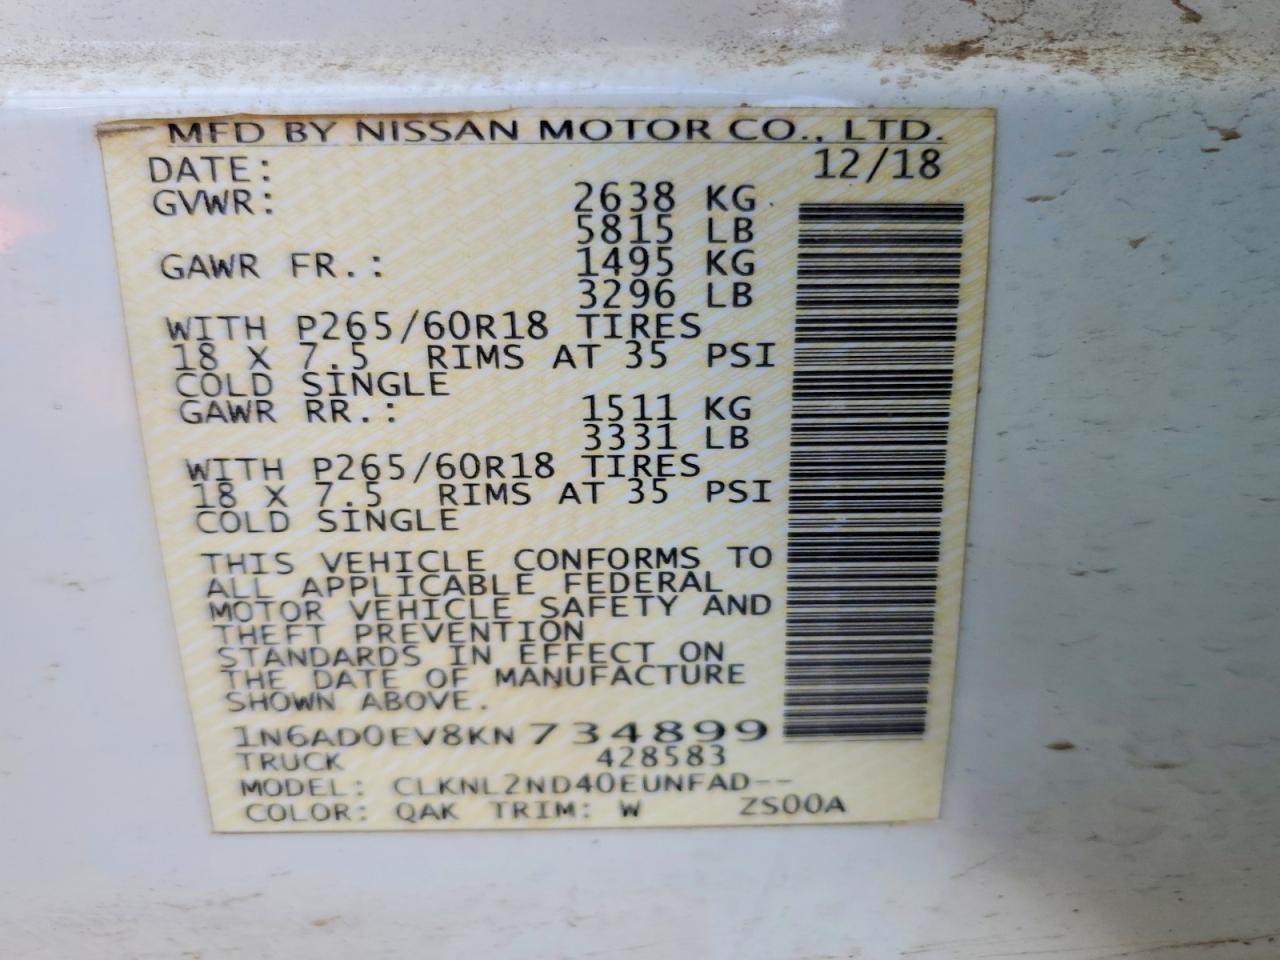 MFD BY NISSAN MOTOR CO., LTD.
DATE: 12/18
GVWR: 2638 KG
5815 LB
GAWR FR.: 1495 KG
3296 LB
WITH P265/60R18 TIRES
18 X 7.5 RIMS AT 35 PSI
COLD SINGLE
GAWR RR.: 1511 KG
3331 LB
WITH P265/60R18 TIRES
18 X 7.5 RIMS AT 35 PSI
COLD SINGLE
THIS VEHICLE CONFORMS TO
ALL APPLICABLE FEDERAL
MOTOR VEHICLE SAFETY AND
THEFT PREVENTION
STANDARDS IN EFFECT ON
THE DATE OF MANUFACTURE
SHOWN ABOVE.
1N6AD0EV8KN734899
TRUCK 428583
MODEL: CLKNL2ND40EUNFAD--
COLOR: QAK TRIM: W ZS00A